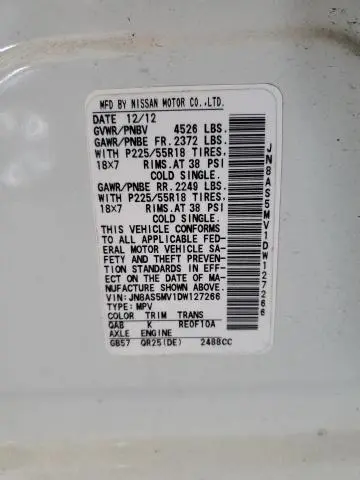 MFD BY NISSAN MOTOR CO.,LTD.
DATE 12/12
GVWR/PNBV 4526 LBS.
GAWR/PNBE FR. 2372 LBS.
WITH P225/55R18 TIRES.
18X7 RIMS.AT 38 PSI
COLD SINGLE.
GAWR/PNBE RR. 2249 LBS.
WITH P225/55R18 TIRES.
18X7 RIMS.AT 38 PSI
COLD SINGLE.
THIS VEHICLE CONFORMS
TO ALL APPLICABLE FED-
ERAL MOTOR VEHICLE SA-
FETY AND THEFT PREVENTION
STANDARDS IN EFF-
ECT ON THE DATE OF MA-
NUFACTURE SHOWN ABOVE.
VIN: JN8AS5MV1DW127266
TYPE: MPV
COLOR TRIM TRANS
QAB K RE0F10A
AXLE ENGINE
GB57 QR25(DE) 2488CC
JN8AS5MV1DW127266